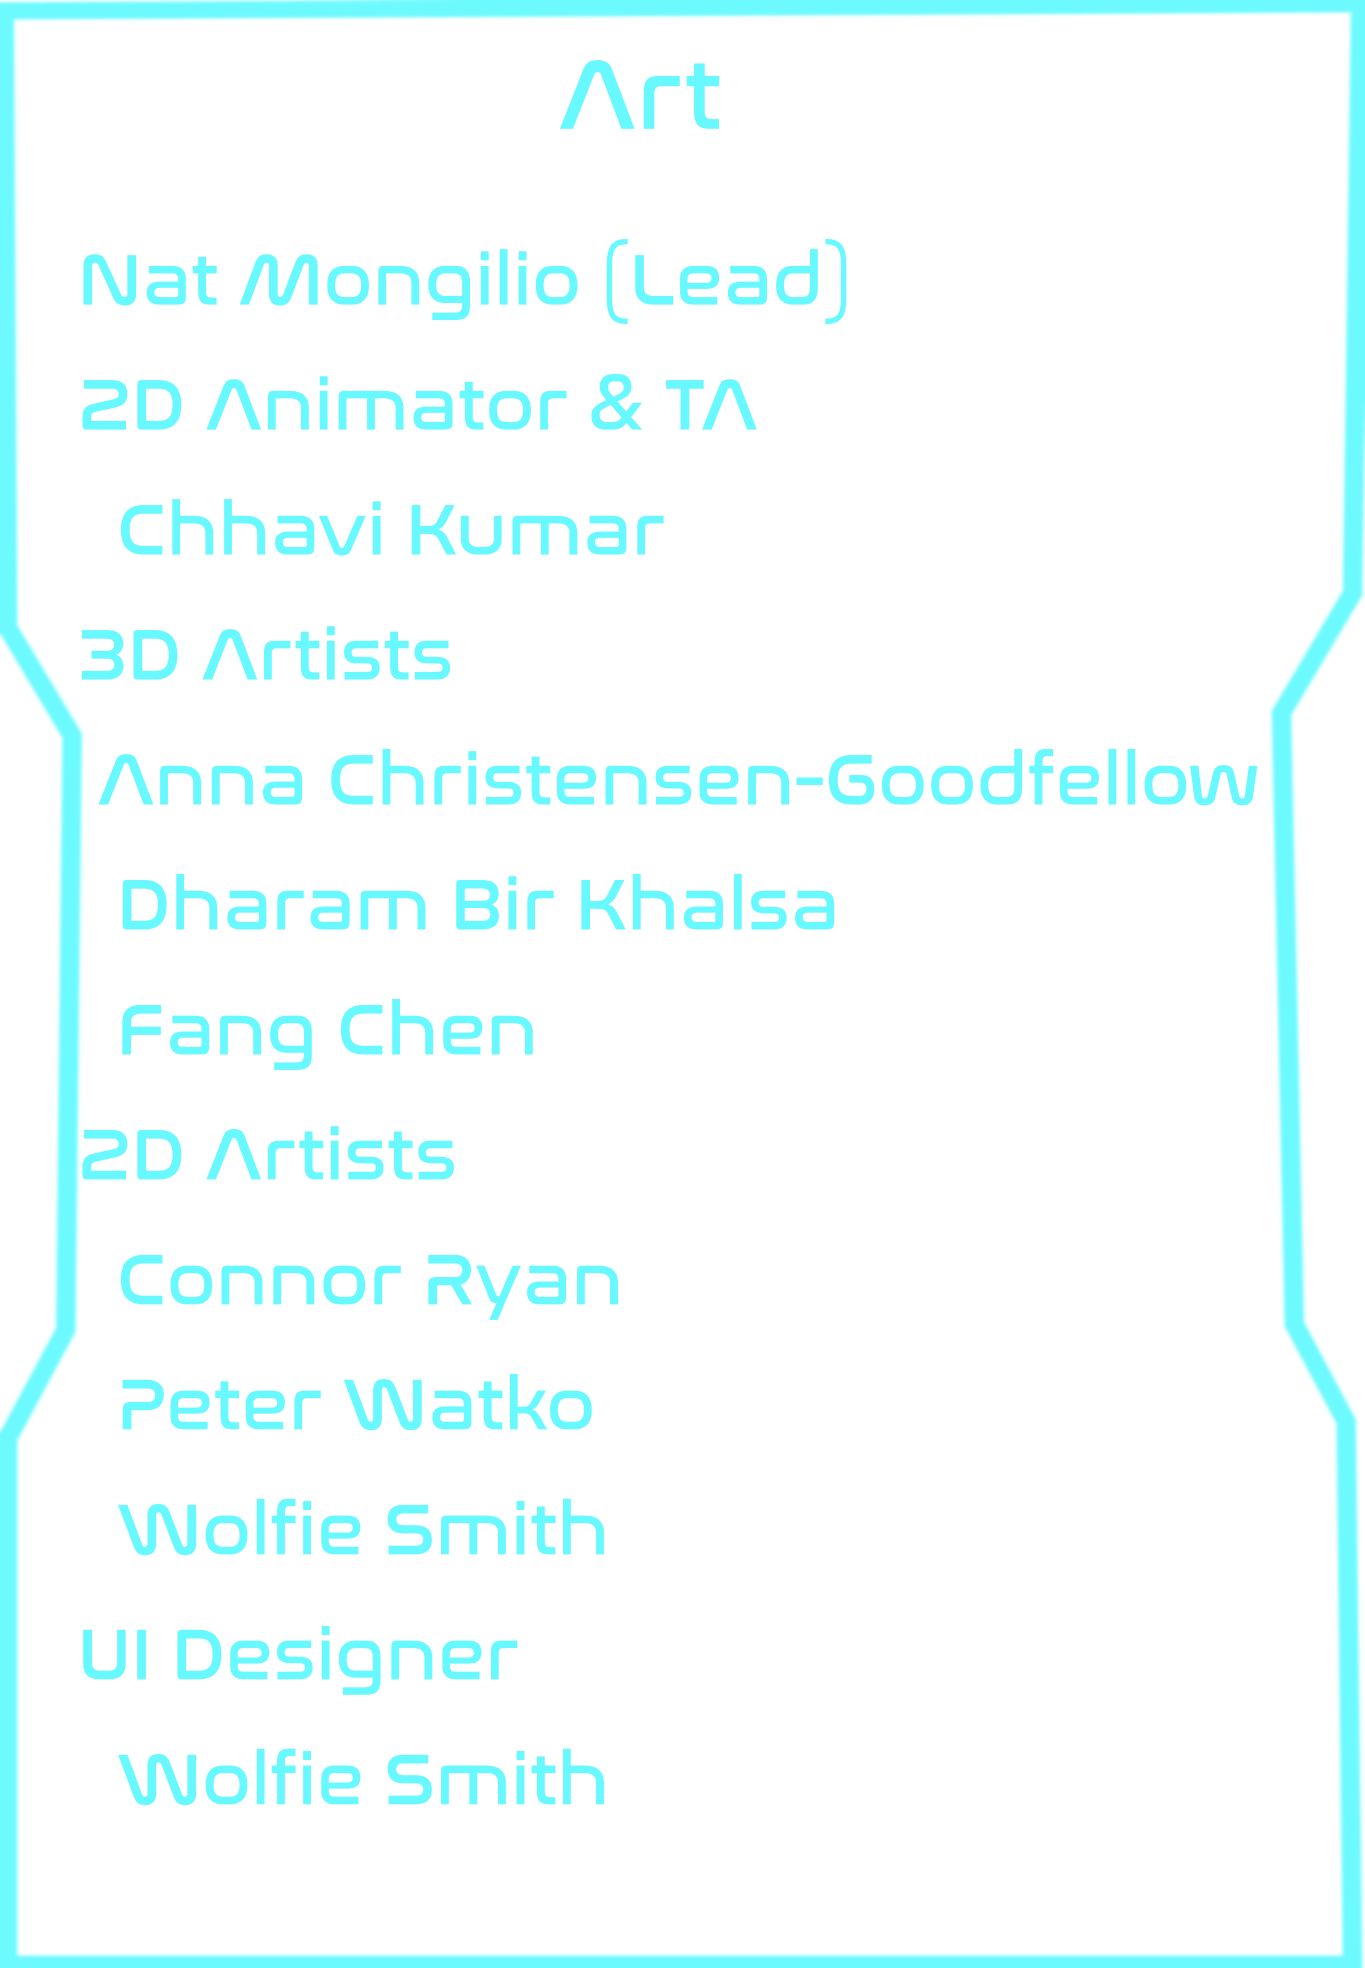 Art
Nat Mongilio (Lead)
2D Animator & TA
Chhavi Kumar
3D Artists
Anna Christensen-Goodfellow
Dharam Bir Khalsa
Fang Chen
2D Artists
Connor Ryan
Peter Watko
Wolfie Smith
UI Designer
Wolfie Smith